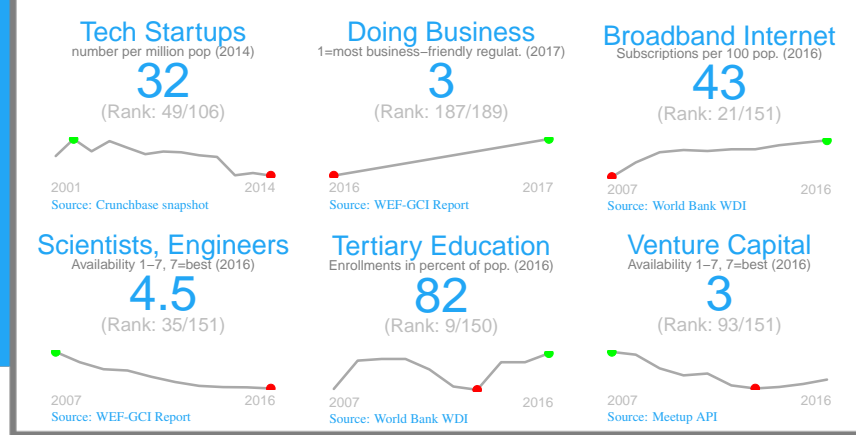 Tech Startups
number per million pop (2014)
32
(Rank: 49/106)
2001 2014
Source: Crunchbase snapshot
Doing Business
1=most business−friendly regulat. (2017)
3
(Rank: 187/189)
2016 2017
Source: WEF-GCI Report
Broadband Internet
Subscriptions per 100 pop. (2016)
43
(Rank: 21/151)
2007 2016
Source: World Bank WDI
Scientists, Engineers
Availability 1−7, 7=best (2016)
4.5
(Rank: 35/151)
2007 2016
Source: WEF-GCI Report
Tertiary Education
Enrollments in percent of pop. (2016)
82
(Rank: 9/150)
2007 2016
Source: World Bank WDI
Venture Capital
Availability 1−7, 7=best (2016)
3
(Rank: 93/151)
2007 2016
Source: Meetup API